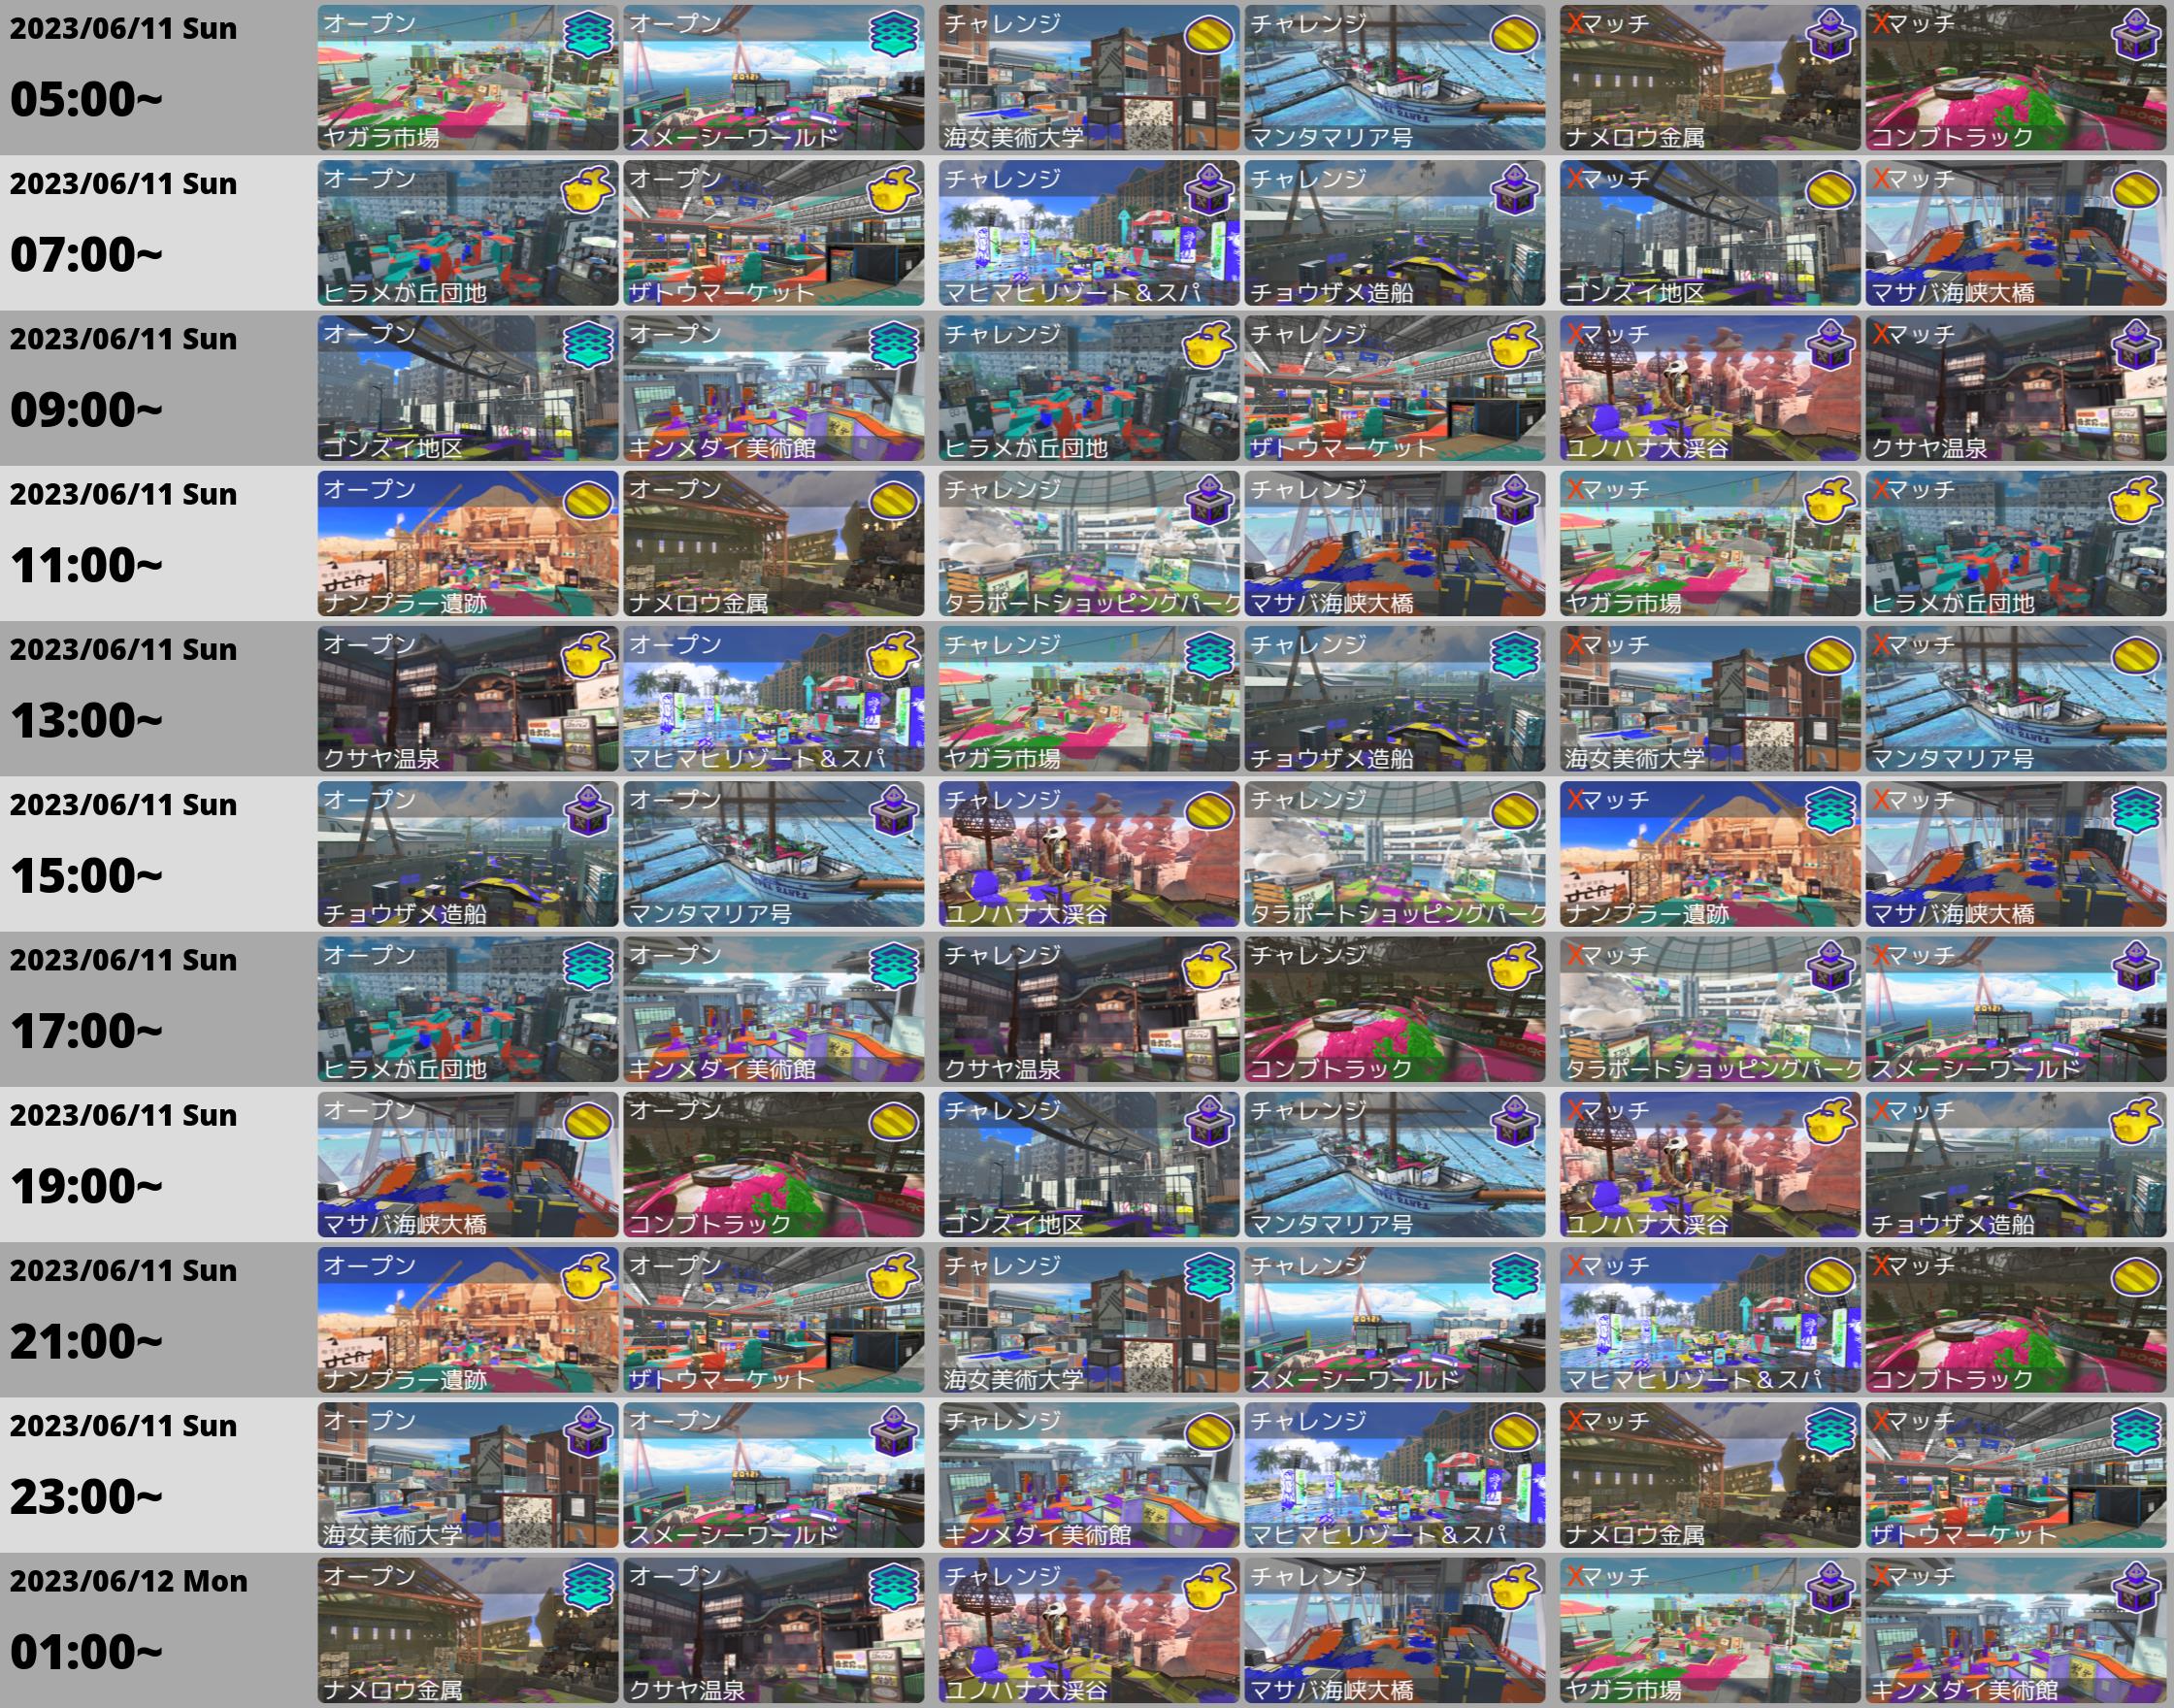 2023/06/11 Sun
05:00~
オープン オープン チャレンジ チャレンジ Xマッチ Xマッチ
ヤガラ市場 スメーシーワールド 海女美術大学 マンタマリア号 ナメロウ金属 コンブトラック
2023/06/11 Sun
07:00~
オープン オープン チャレンジ チャレンジ Xマッチ Xマッチ
ヒラメが丘団地 ザトウマーケット マヒマヒリゾート&スパ チョウザメ造船 ゴンズイ地区 マサバ海峡大橋
2023/06/11 Sun
09:00~
オープン オープン チャレンジ チャレンジ Xマッチ Xマッチ
ゴンズイ地区 キンメダイ美術館 ヒラメが丘団地 ザトウマーケット ユノハナ大渓谷 クサヤ温泉
2023/06/11 Sun
11:00~
オープン オープン チャレンジ チャレンジ Xマッチ Xマッチ
ナンプラー遺跡 ナメロウ金属 タラポートショッピングパーク マサバ海峡大橋 ヤガラ市場 ヒラメが丘団地
2023/06/11 Sun
13:00~
オープン オープン チャレンジ チャレンジ Xマッチ Xマッチ
クサヤ温泉 マヒマヒリゾート&スパ ヤガラ市場 チョウザメ造船 海女美術大学 マンタマリア号
2023/06/11 Sun
15:00~
オープン オープン チャレンジ チャレンジ Xマッチ Xマッチ
チョウザメ造船 マンタマリア号 ユノハナ大渓谷 タラポートショッピングパーク ナンプラー遺跡 マサバ海峡大橋
2023/06/11 Sun
17:00~
オープン オープン チャレンジ チャレンジ Xマッチ Xマッチ
ヒラメが丘団地 キンメダイ美術館 クサヤ温泉 コンブトラック タラポートショッピングパーク スメーシーワールド
2023/06/11 Sun
19:00~
オープン オープン チャレンジ チャレンジ Xマッチ Xマッチ
マサバ海峡大橋 コンブトラック ゴンズイ地区 マンタマリア号 ユノハナ大渓谷 チョウザメ造船
2023/06/11 Sun
21:00~
オープン オープン チャレンジ チャレンジ Xマッチ Xマッチ
ナンプラー遺跡 ザトウマーケット 海女美術大学 スメーシーワールド マヒマヒリゾート&スパ コンブトラック
2023/06/11 Sun
23:00~
オープン オープン チャレンジ チャレンジ Xマッチ Xマッチ
海女美術大学 スメーシーワールド キンメダイ美術館 マヒマヒリゾート&スパ ナメロウ金属 ザトウマーケット
2023/06/12 Mon
01:00~
オープン オープン チャレンジ チャレンジ Xマッチ Xマッチ
ナメロウ金属 クサヤ温泉 ユノハナ大渓谷 マサバ海峡大橋 ヤガラ市場 キンメダイ美術館